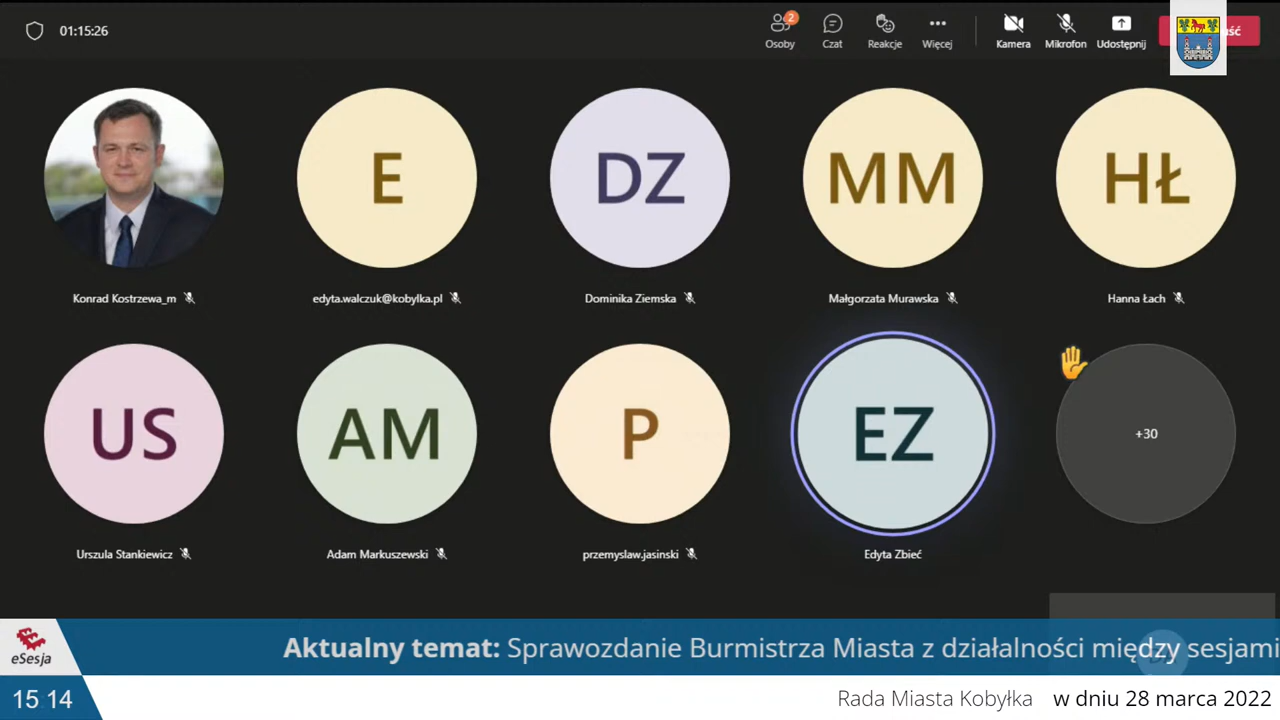 01:15:26
2
Osoby
Czat
Reakcje
Więcej
Kamera
Mikrofon
Udostępnij
E
DZ
MM
HŁ
Konrad Kostrzewa_m
edyta.walczuk@kobylka.pl
Dominika Ziemska
Małgorzata Murawska
Hanna Łach
US
AM
P
EZ
+30
Urszula Stankiewicz
Adam Markuszewski
przemyslaw.jasinski
Edyta Zbieć
eSesja
Aktualny temat: Sprawozdanie Burmistrza Miasta z działalności między sesjami
15:14
Rada Miasta Kobyłka w dniu 28 marca 2022